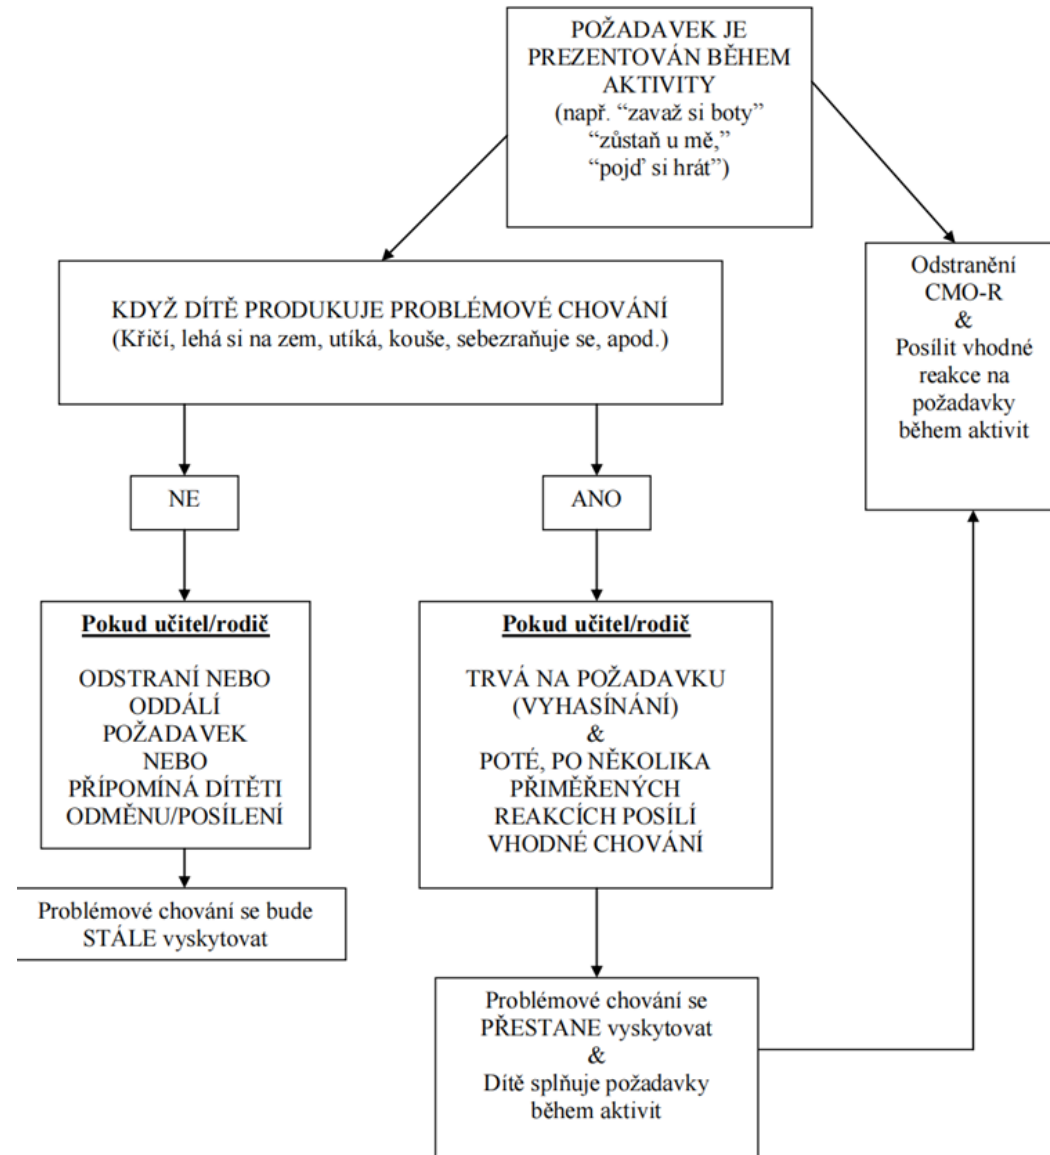 POŽADAVEK JE
PREZENTOVÁN BĚHEM
AKTIVITY
(např. “zavaž si boty”
“zůstaň u mě,”
“pojď si hrát”)
KDYŽ DÍTĚ PRODUKUJE PROBLÉMOVÉ CHOVÁNÍ
(Křičí, lehá si na zem, utíká, kouše, sebezraňuje se, apod.)
Odstranění
CMO-R
&
Posílit vhodné
reakce na
požadavky
během aktivit
NE
ANO
Pokud učitel/rodič
ODSTRANÍ NEBO
ODDÁLÍ
POŽADAVEK
NEBO
PŘÍPOMÍNÁ DÍTĚTI
ODMĚNU/POSÍLENÍ
Pokud učitel/rodič
TRVÁ NA POŽADAVKU
(VYHASÍNÁNÍ)
&
POTÉ, PO NĚKOLIKA
PŘIMĚŘENÝCH
REAKCÍCH POSÍLÍ
VHODNÉ CHOVÁNÍ
Problémové chování se bude
STÁLE vyskytovat
Problémové chování se
PŘESTANE vyskytovat
&
Dítě splňuje požadavky
během aktivit